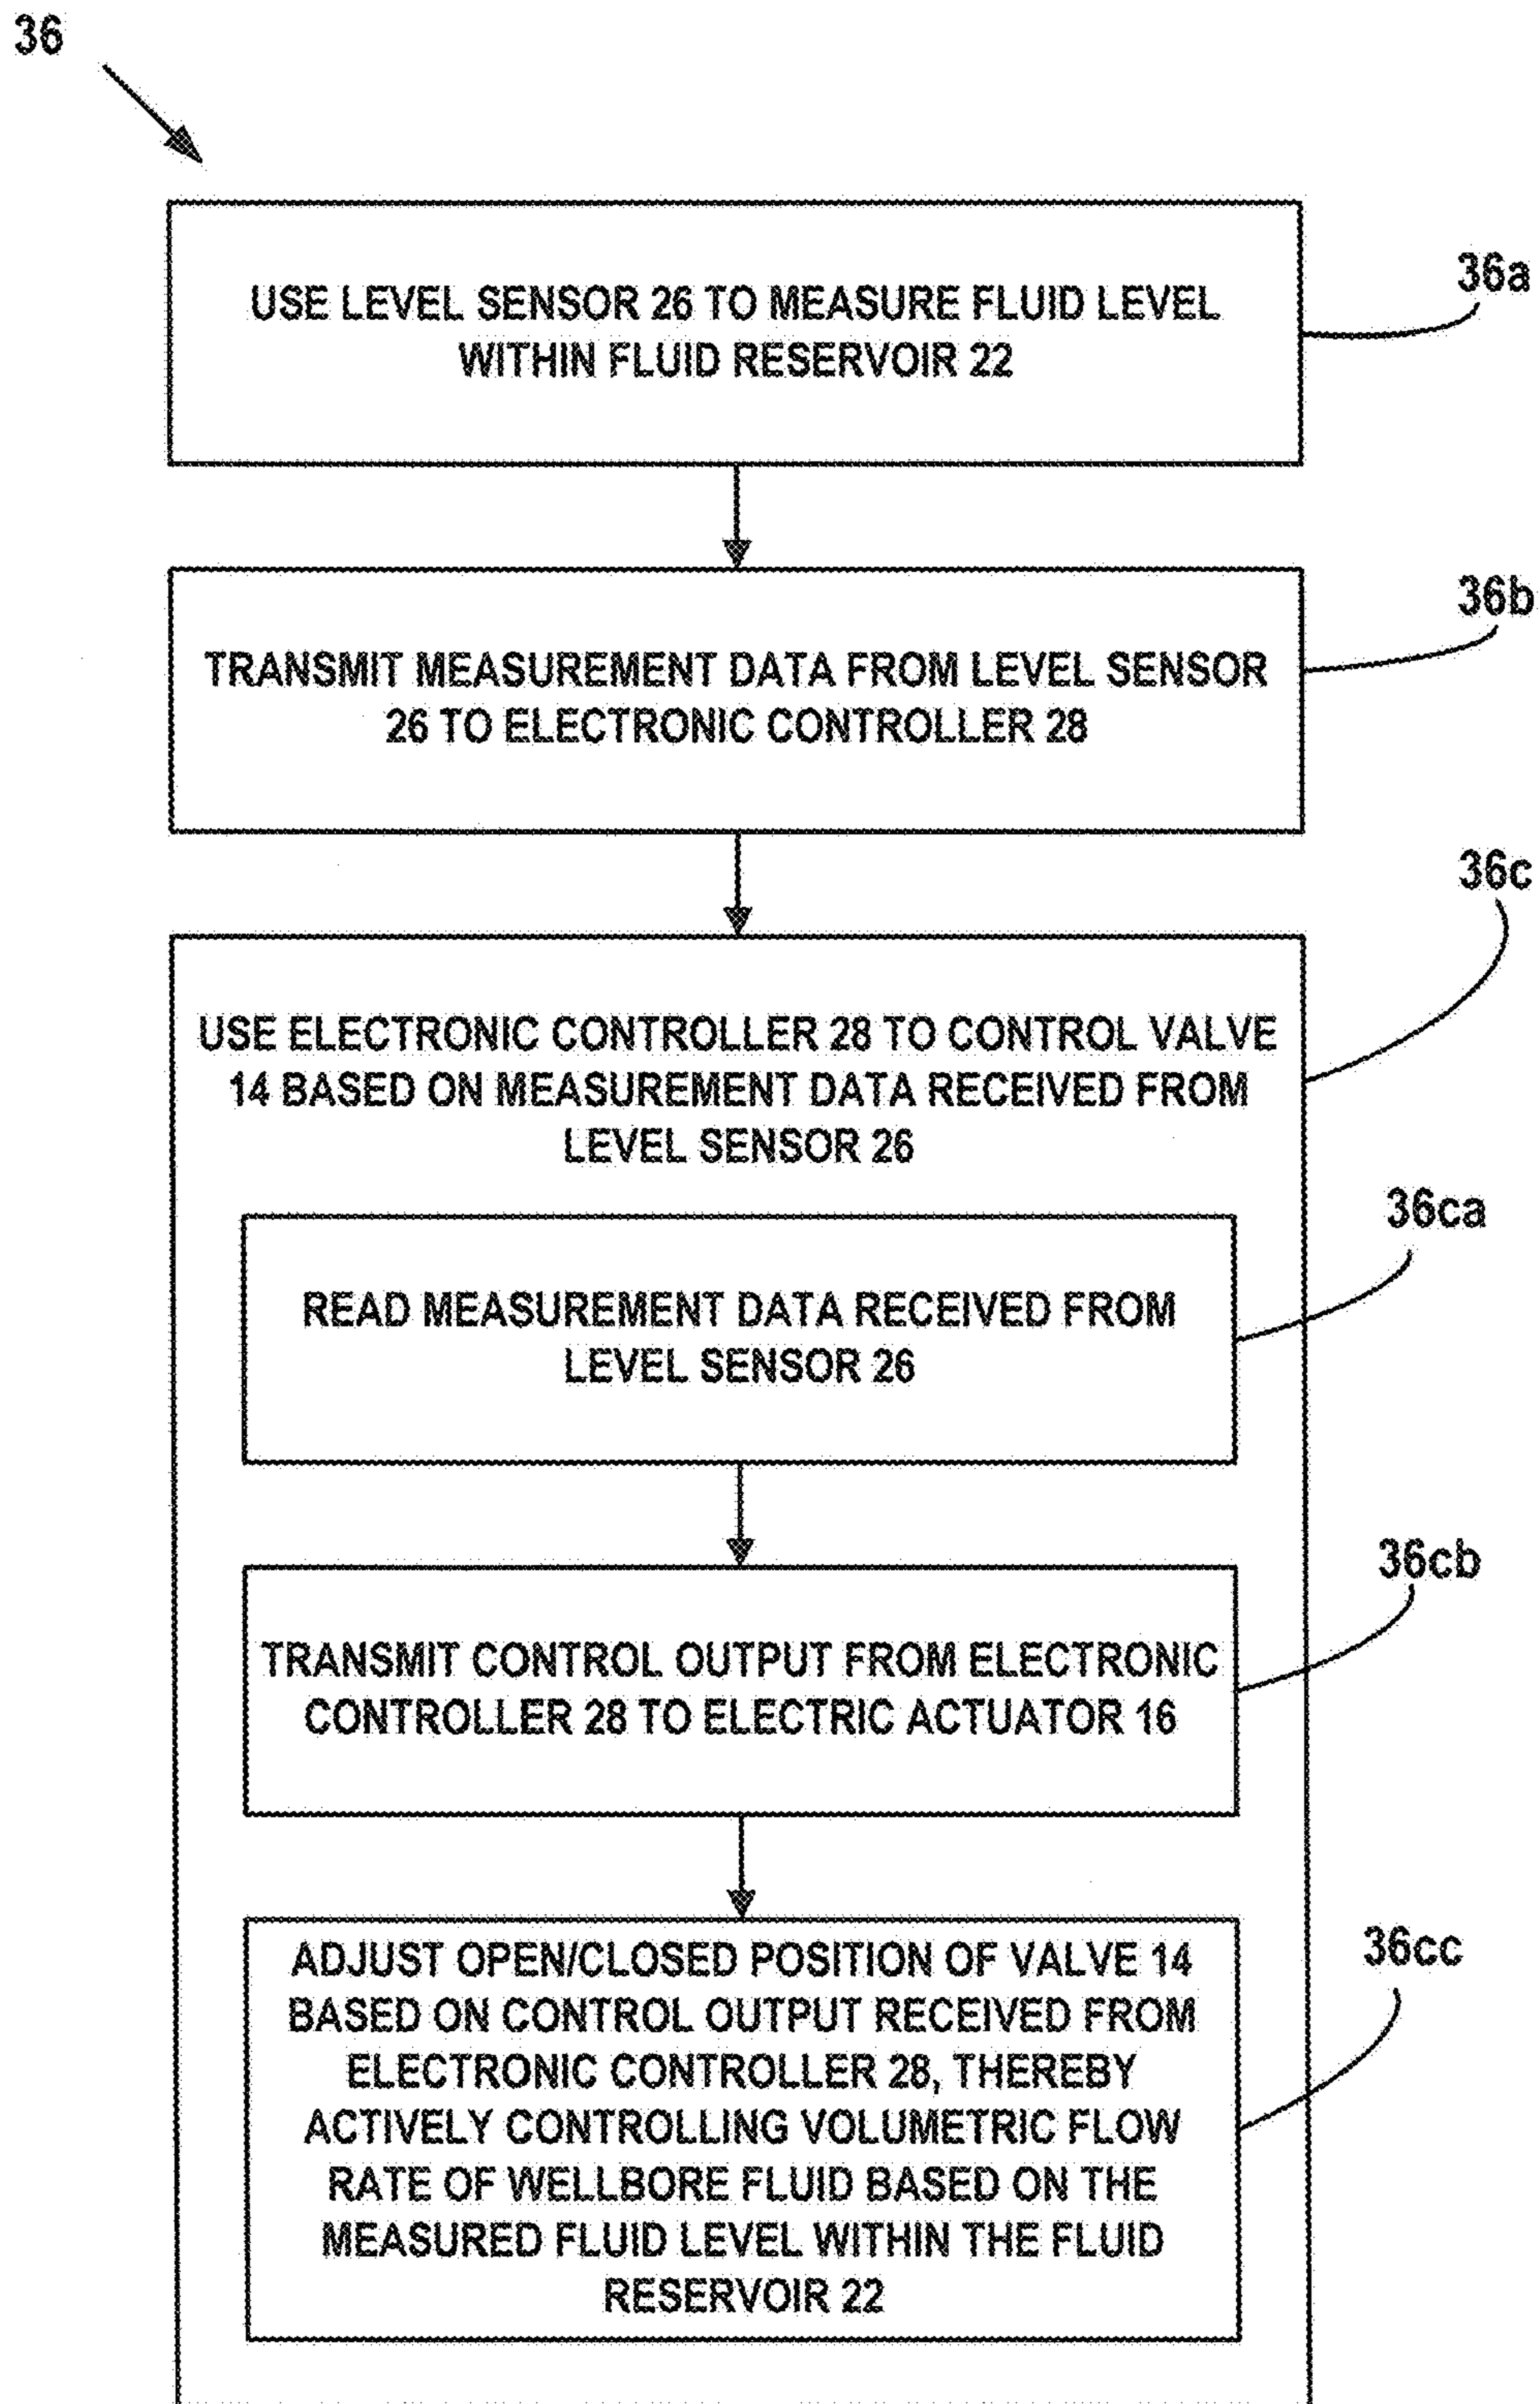 36
USE LEVEL SENSOR 26 TO MEASURE FLUID LEVEL
WITHIN FLUID RESERVOIR 22
36a
TRANSMIT MEASUREMENT DATA FROM LEVEL SENSOR
26 TO ELECTRONIC CONTROLLER 28
36b
USE ELECTRONIC CONTROLLER 28 TO CONTROL VALVE
14 BASED ON MEASUREMENT DATA RECEIVED FROM
LEVEL SENSOR 26
36c
READ MEASUREMENT DATA RECEIVED FROM
LEVEL SENSOR 26
36ca
TRANSMIT CONTROL OUTPUT FROM ELECTRONIC
CONTROLLER 28 TO ELECTRIC ACTUATOR 16
36cb
ADJUST OPEN/CLOSED POSITION OF VALVE 14
BASED ON CONTROL OUTPUT RECEIVED FROM
ELECTRONIC CONTROLLER 28, THEREBY
ACTIVELY CONTROLLING VOLUMETRIC FLOW
RATE OF WELLBORE FLUID BASED ON THE
MEASURED FLUID LEVEL WITHIN THE FLUID
RESERVOIR 22
36cc